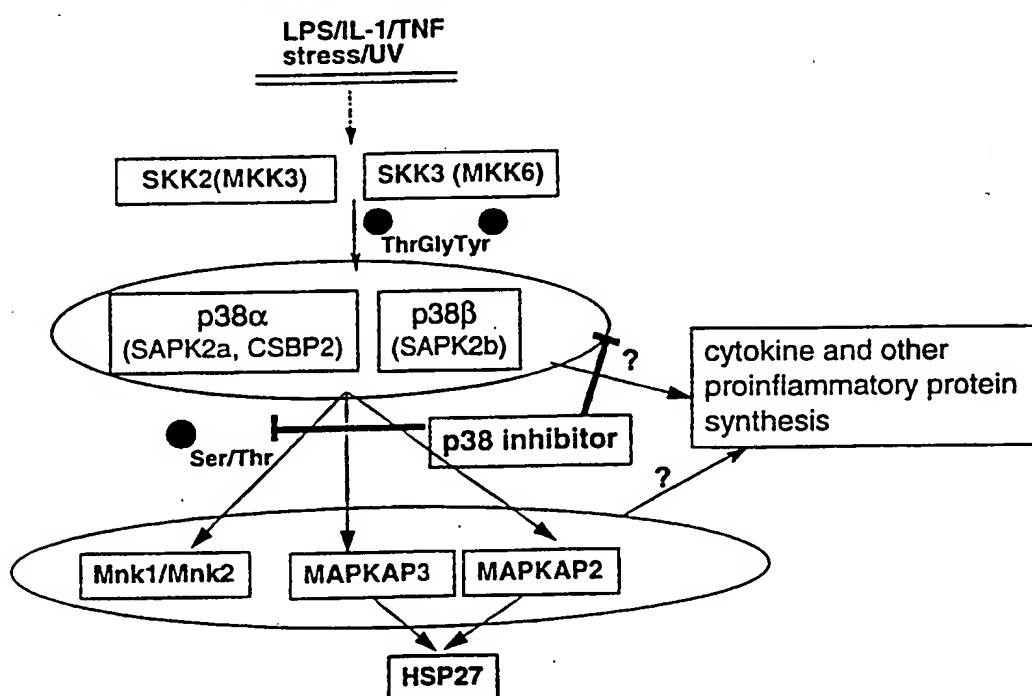 LPS/IL-1/TNF
stress/UV
SKK2(MKK3)
SKK3 (MKK6)
ThrGlyTyr
p38α
(SAPK2a, CSBP2)
p38β
(SAPK2b)
?
cytokine and other
proinflammatory protein
synthesis
p38 inhibitor
Ser/Thr
?
Mnk1/Mnk2
MAPKAP3
MAPKAP2
HSP27